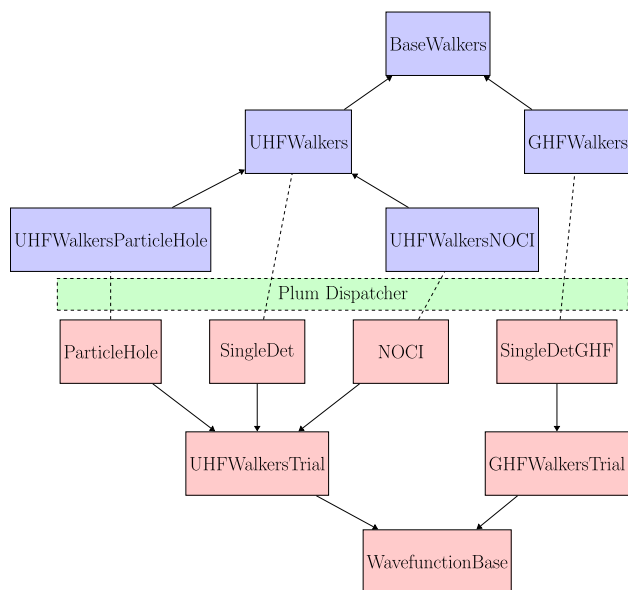 BaseWalkers
UHFWalkers
GHFWalkers
UHFWalkersParticleHole
UHFWalkersNOCI
Plum Dispatcher
ParticleHole
SingleDet
NOCI
SingleDetGHF
UHFWalkersTrial
GHFWalkersTrial
WavefunctionBase